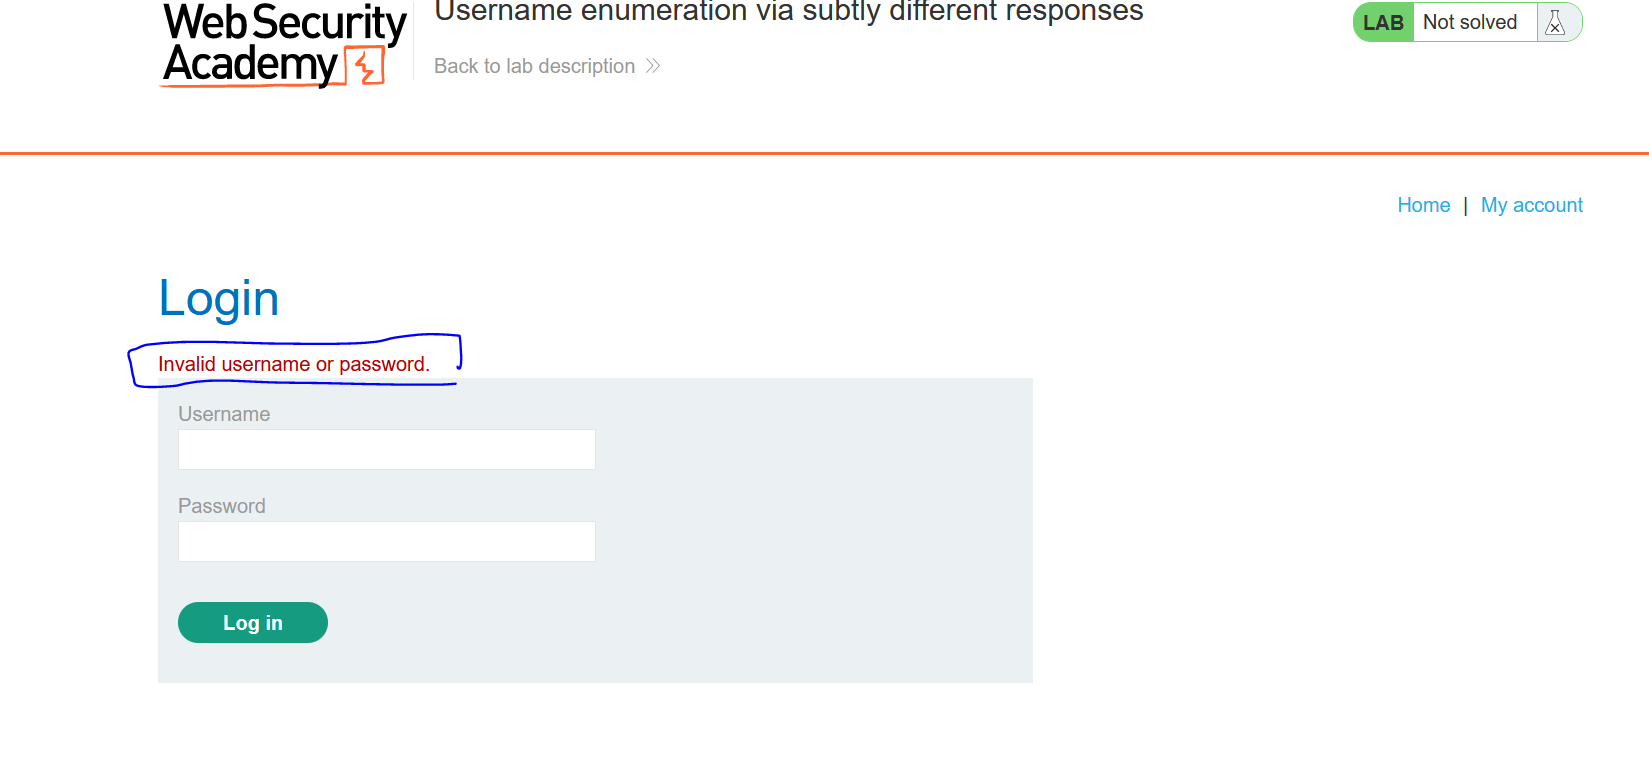 Web Security
Academy
Username enumeration via subtly different responses
Back to lab description
LAB Not solved
Home | My account
Login
Invalid username or password.
Username
Password
Log in